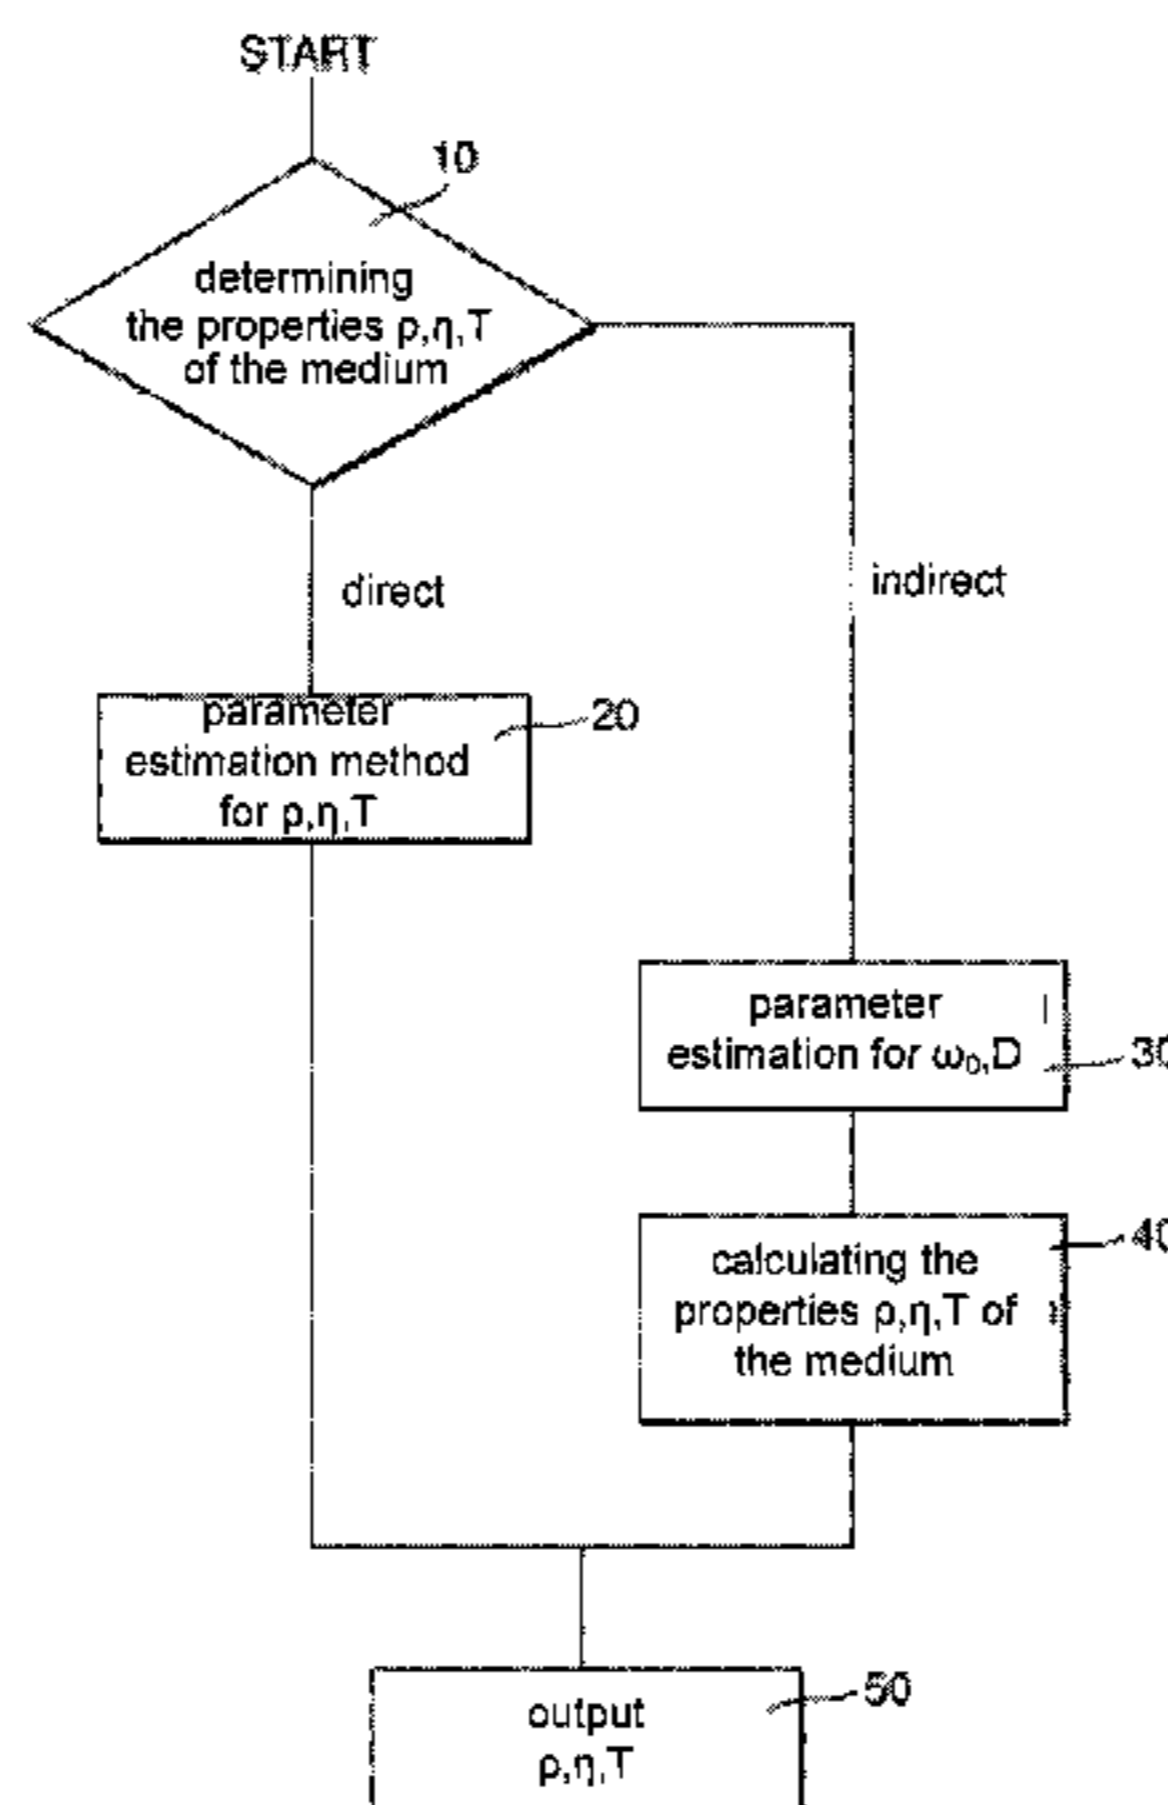 START
10
determining
the properties ρ,η,T
of the medium
direct
indirect
parameter
estimation method
for ρ,η,T
20
parameter
estimation for ω₀,D
30
calculating the
properties ρ,η,T of
the medium
40
output
ρ,η,T
50